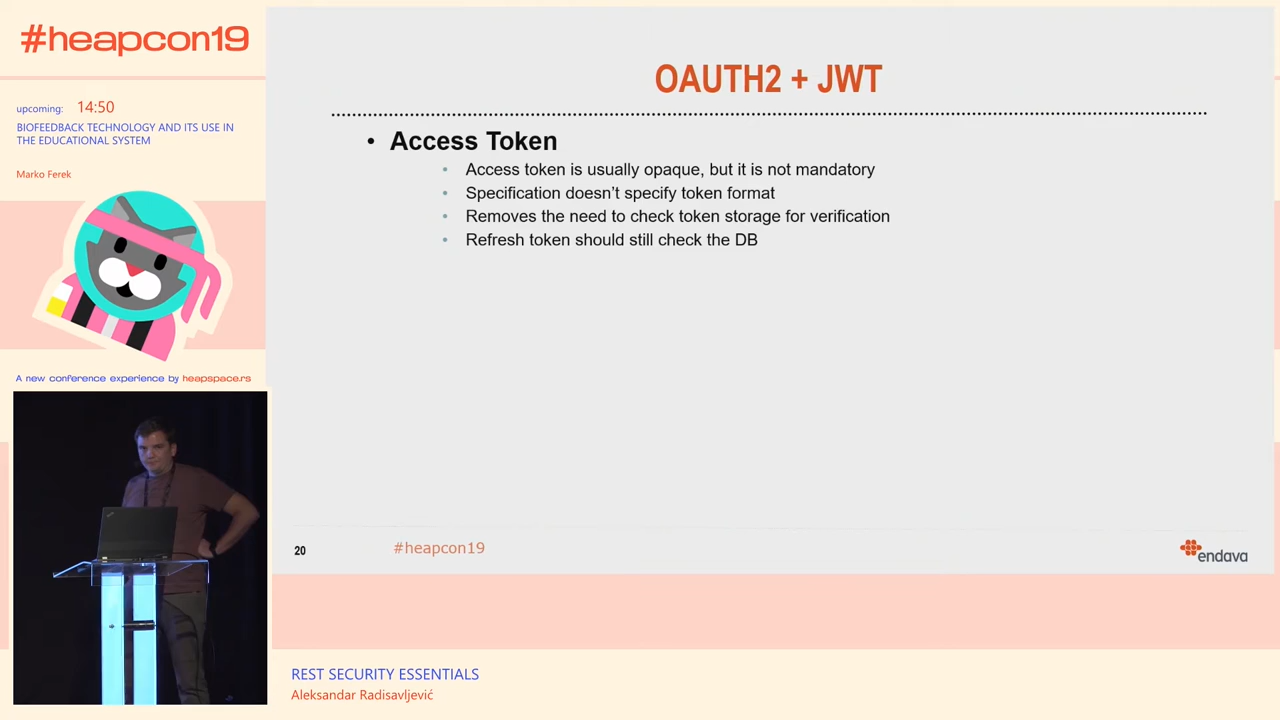 #heapcon19
upcoming: 14:50
BIOFEEDBACK TECHNOLOGY AND ITS USE IN
THE EDUCATIONAL SYSTEM
Marko Ferek
A new conference experience by heapspace.rs
OAUTH2 + JWT
• Access Token
• Access token is usually opaque, but it is not mandatory
• Specification doesn’t specify token format
• Removes the need to check token storage for verification
• Refresh token should still check the DB
20
#heapcon19
endava
REST SECURITY ESSENTIALS
Aleksandar Radisavljević